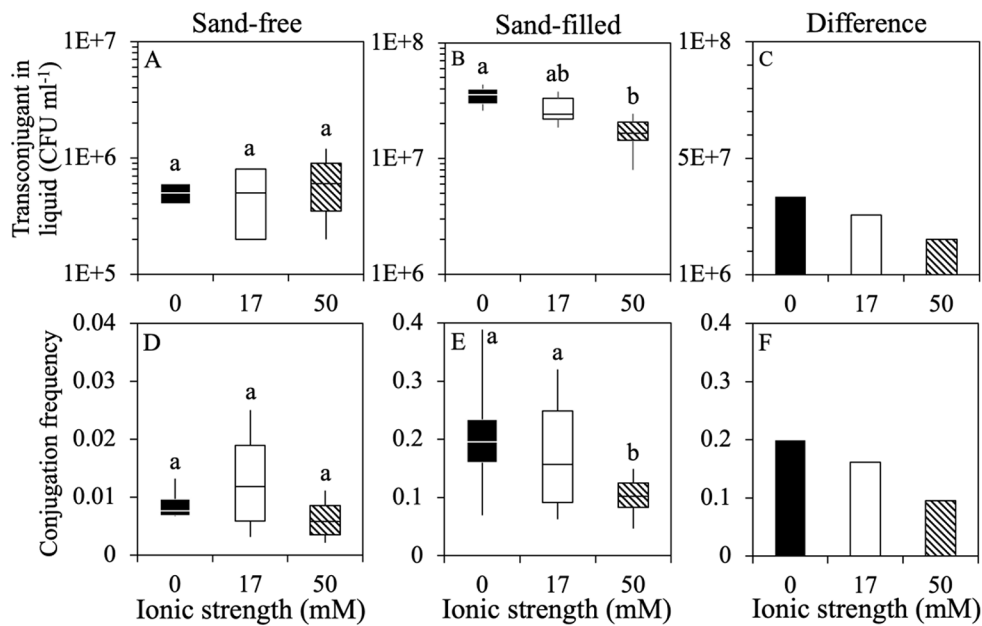 Sand-free Sand-filled Difference
Transconjugant in
liquid (CFU ml-1)
1E+7 1E+8 1E+8
A B C
a ab b
a a a
1E+6 1E+7 5E+7
1E+5 1E+6 1E+6
0 17 50 0 17 50 0 17 50
Conjugation frequency
0.04 0.4 0.4
D E F
a a
0.03 0.3 0.3
a b
0.02 0.2 0.2
a a
0.01 0.1 0.1
0 0 0
0 17 50 0 17 50 0 17 50
Ionic strength (mM) Ionic strength (mM) Ionic strength (mM)